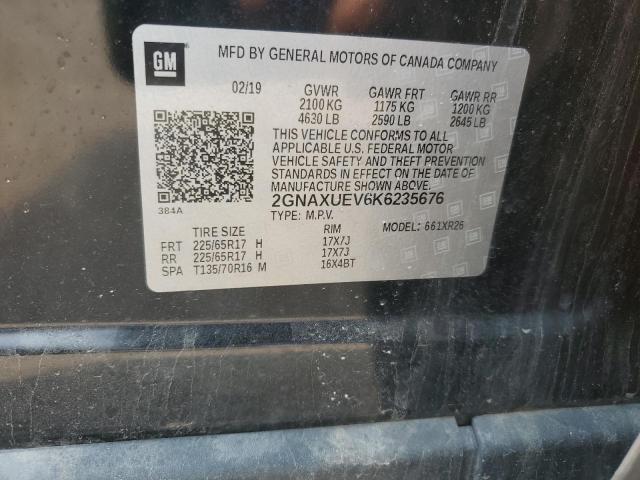 GM
MFD BY GENERAL MOTORS OF CANADA COMPANY
02/19 GVWR GAWR FRT GAWR RR
2100 KG 1175 KG 1200 KG
4630 LB 2590 LB 2645 LB
THIS VEHICLE CONFORMS TO ALL
APPLICABLE U.S. FEDERAL MOTOR
VEHICLE SAFETY AND THEFT PREVENTION
STANDARDS IN EFFECT ON THE DATE OF
MANUFACTURE SHOWN ABOVE.
384A 2GNAXUEV6K6235676
TYPE: M.P.V. MODEL: 661XR26
TIRE SIZE RIM
FRT 225/65R17 H 17X7J
RR 225/65R17 H 17X7J
SPA T135/70R16 M 16X4BT